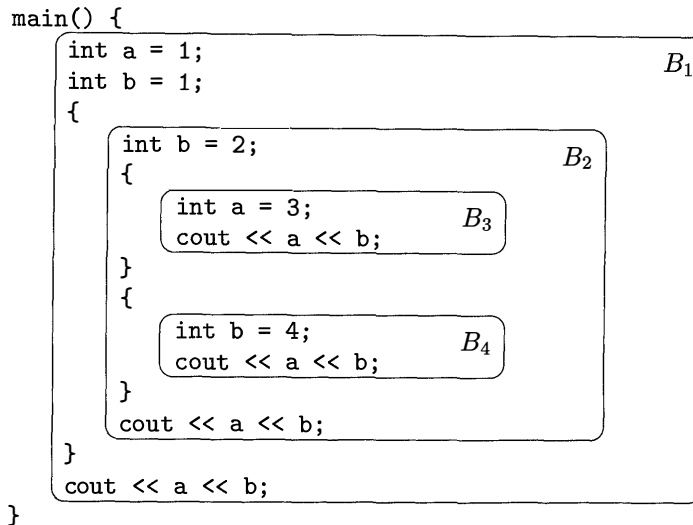 main() {
int a = 1; B₁
int b = 1;
{
int b = 2; B₂
{
int a = 3; B₃
cout << a << b;
}
{
int b = 4; B₄
cout << a << b;
}
cout << a << b;
}
cout << a << b;
}